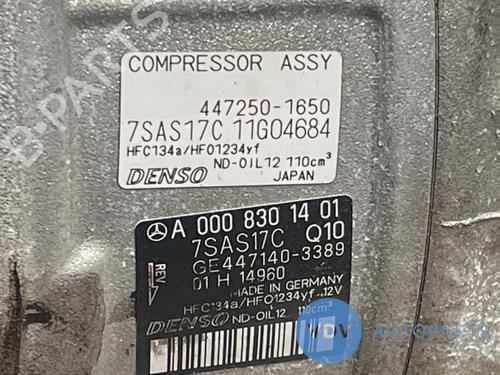 COMPRESSOR ASSY
447250-1650
7SAS17C 11G04684
HFC134a/HFO1234yf
ND-OIL12 110cm³
DENSO JAPAN
A 000 830 14 01
7SAS17C Q10
GE447140-3389
REV. 01 H 14960
MADE IN GERMANY
HFC134a/HFO1234yf 12V
DENSO ND-OIL12 110cm³
VDV AUTOPARTS
B-PARTS